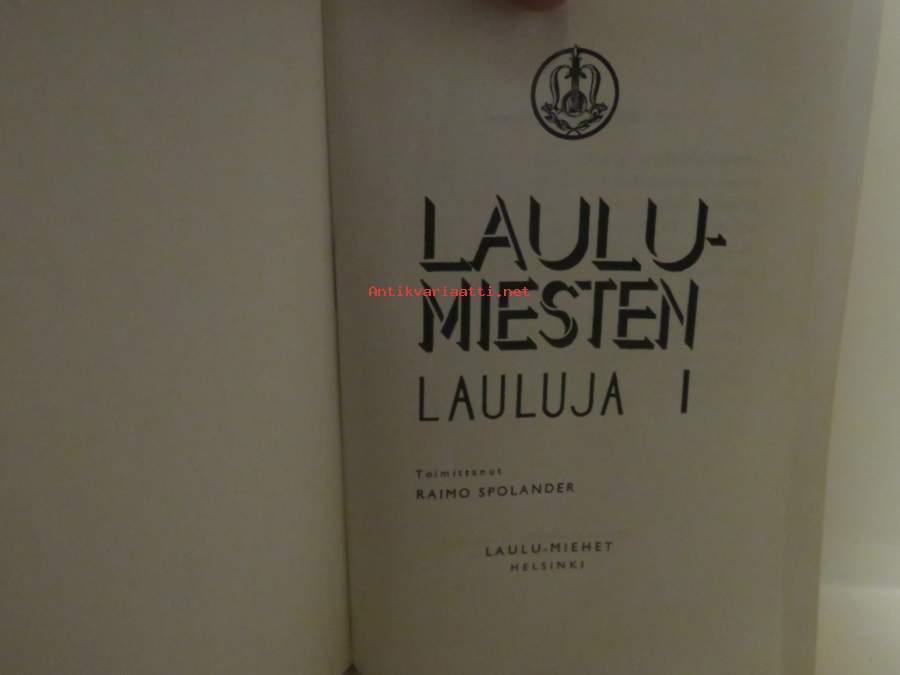 LAULU-
Antikvariaatti.net
MIESTEN
LAULUJA I
Toimittanut
RAIMO SPOLANDER
LAULU-MIEHET
HELSINKI